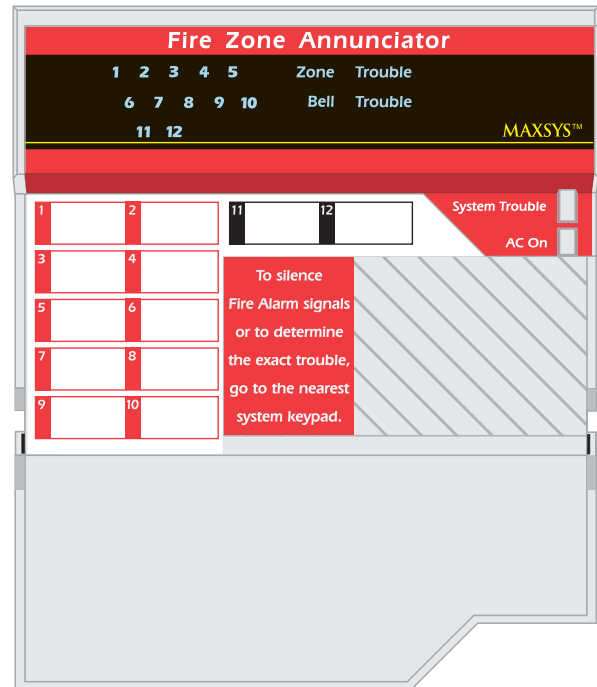 Fire Zone Annunciator
1 2 3 4 5 Zone Trouble
6 7 8 9 10 Bell Trouble
11 12
MAXSYS™
1 2 11 12
System Trouble
AC On
3 4
5 6
7 8
9 10
To silence
Fire Alarm signals
or to determine
the exact trouble,
go to the nearest
system keypad.